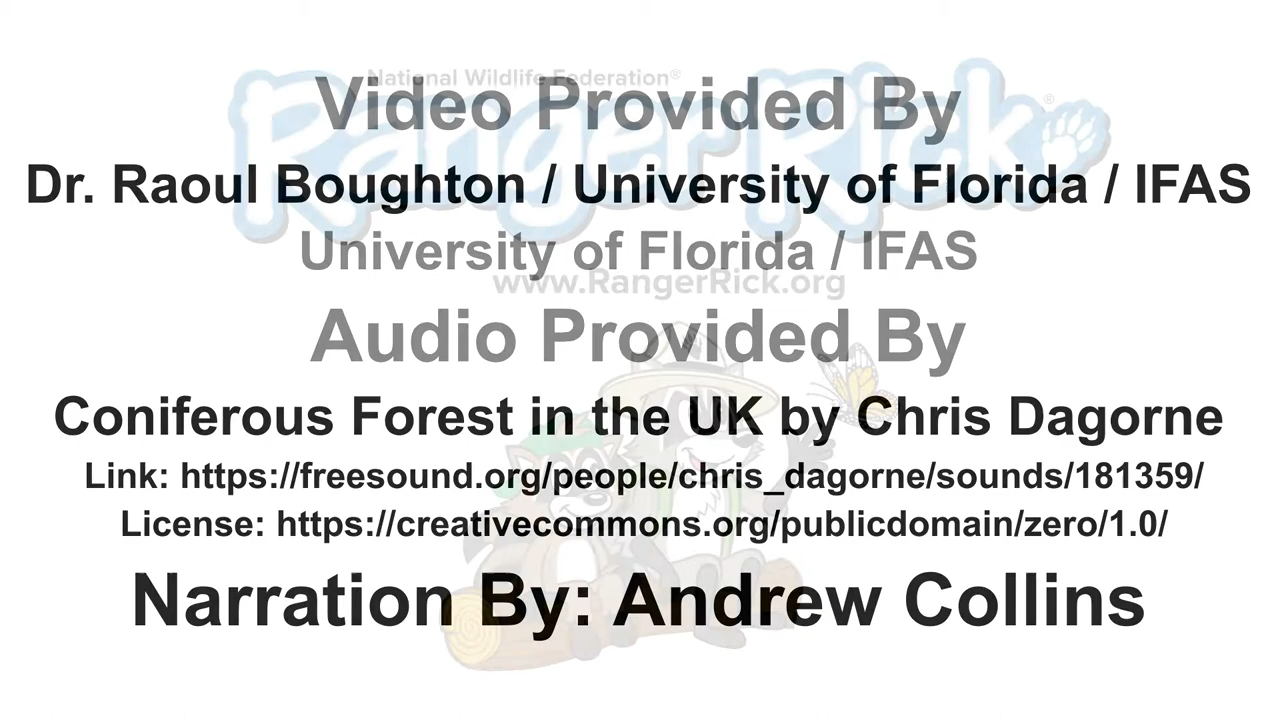 National Wildlife Federation®
Ranger Rick®
Video Provided By
Dr. Raoul Boughton / University of Florida / IFAS
University of Florida / IFAS
www.RangerRick.org
Audio Provided By
Coniferous Forest in the UK by Chris Dagorne
Link: https://freesound.org/people/chris_dagorne/sounds/181359/
License: https://creativecommons.org/publicdomain/zero/1.0/
Narration By: Andrew Collins